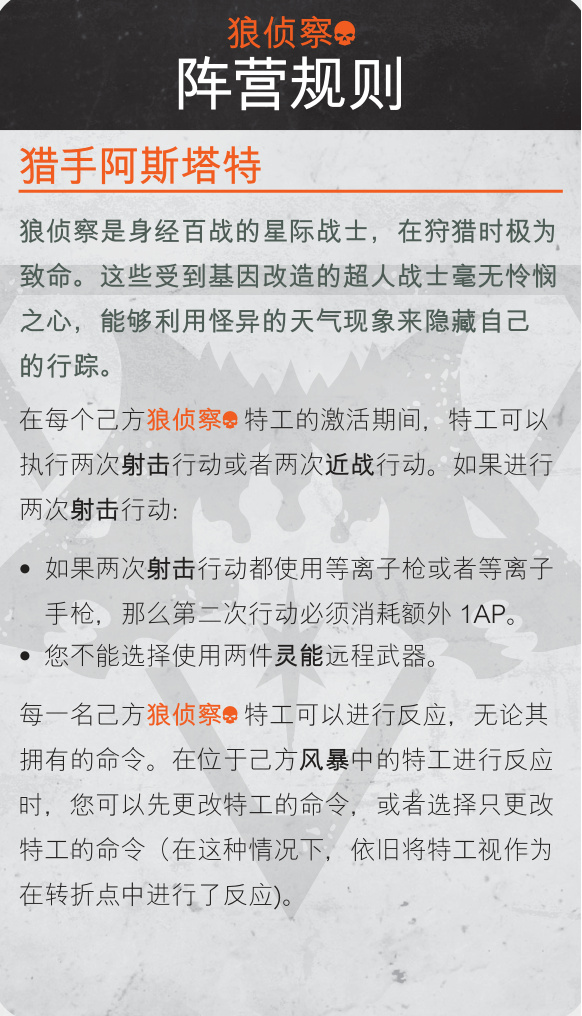 狼侦察
阵营规则
猎手阿斯塔特
狼侦察是身经百战的星际战士，在狩猎时极为
致命。这些受到基因改造的超人战士毫无怜悯
之心，能够利用怪异的天气现象来隐藏自己
的行踪。
在每个己方狼侦察 特工的激活期间，特工可以
执行两次射击行动或者两次近战行动。如果进行
两次射击行动:
• 如果两次射击行动都使用等离子枪或者等离子
手枪，那么第二次行动必须消耗额外 1AP。
• 您不能选择使用两件灵能远程武器。
每一名己方狼侦察 特工可以进行反应，无论其
拥有的命令。在位于己方风暴中的特工进行反应
时，您可以先更改特工的命令，或者选择只更改
特工的命令（在这种情况下，依旧将特工视作为
在转折点中进行了反应)。